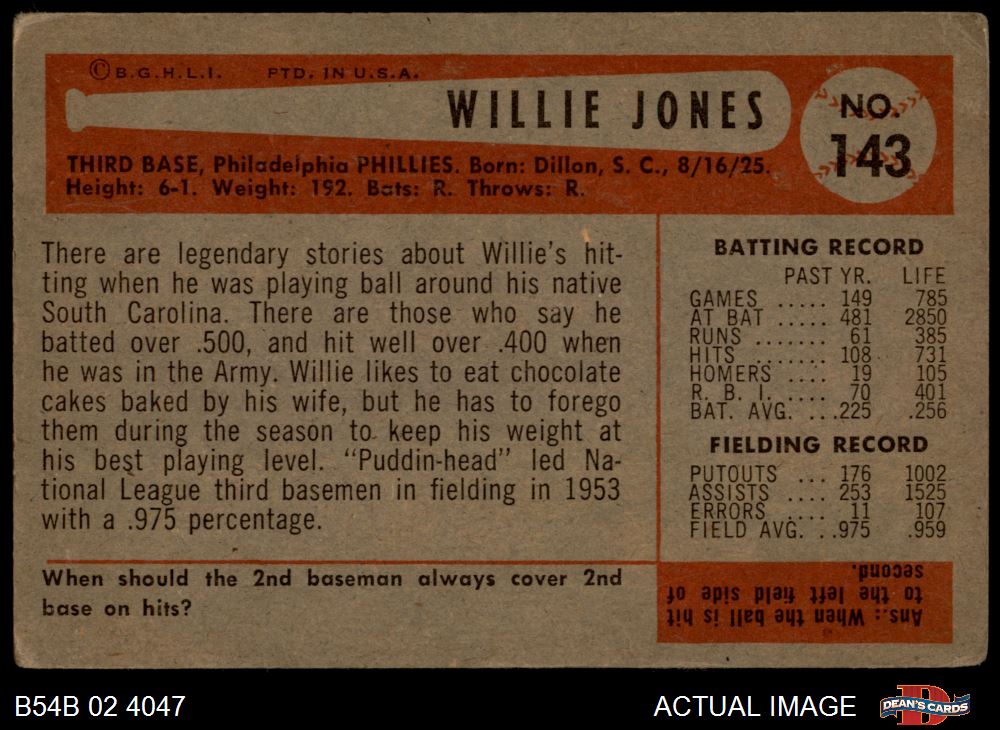 ©B.G.H.L.I. PTD. IN U.S.A.
WILLIE JONES
NO.
143
THIRD BASE, Philadelphia PHILLIES. Born: Dillon, S. C., 8/16/25.
Height: 6-1. Weight: 192. Bats: R. Throws: R.
There are legendary stories about Willie's hit-
ting when he was playing ball around his native
South Carolina. There are those who say he
batted over .500, and hit well over .400 when
he was in the Army. Willie likes to eat chocolate
cakes baked by his wife, but he has to forego
them during the season to keep his weight at
his best playing level. "Puddin-head" led Na-
tional League third basemen in fielding in 1953
with a .975 percentage.
BATTING RECORD
PAST YR. LIFE
GAMES ..... 149 785
AT BAT ..... 481 2850
RUNS ....... 61 385
HITS ....... 108 731
HOMERS .... 19 105
R. B. I. .... 70 401
BAT. AVG. ...225 .256
FIELDING RECORD
PUTOUTS ... 176 1002
ASSISTS .... 253 1525
ERRORS .... 11 107
FIELD AVG. ..975 .959
When should the 2nd baseman always cover 2nd
base on hits?
Ans.: When the ball is hit
to the left field side of
second.
B54B 02 4047
ACTUAL IMAGE
D
DEAN'S CARDS